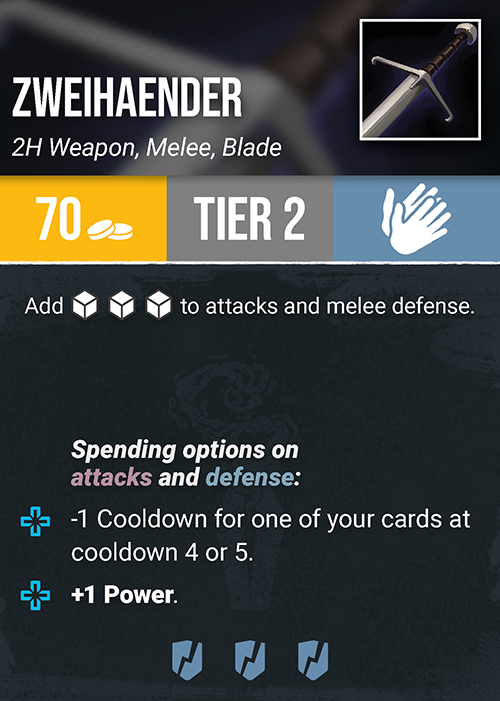 ZWEIHAENDER
2H Weapon, Melee, Blade
70
TIER 2
Add to attacks and melee defense.
Spending options on
attacks and defense:
-1 Cooldown for one of your cards at
cooldown 4 or 5.
+1 Power.